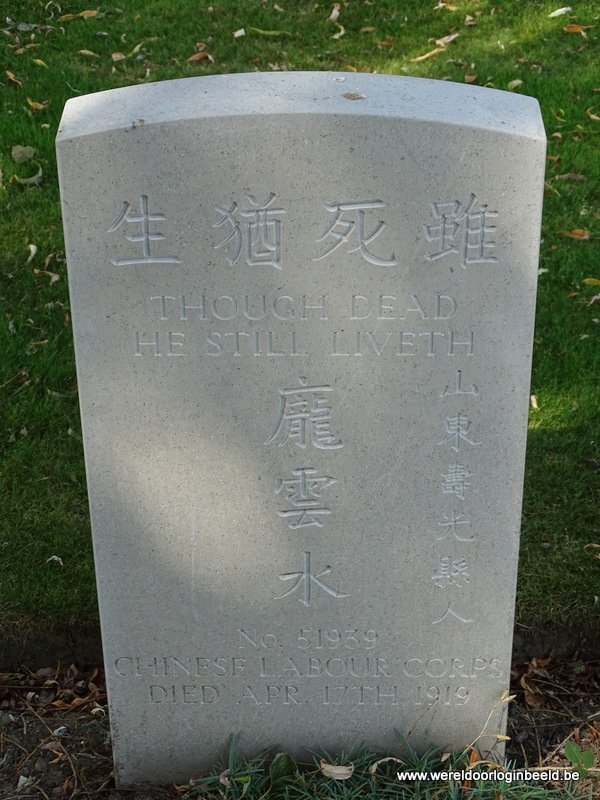 雖死猶生
THOUGH DEAD
HE STILL LIVETH
山東壽光縣人
龐雲水
No. 51939
CHINESE LABOUR CORPS
DIED APR. 17TH 1919
www.wereldoorloginbeeld.be